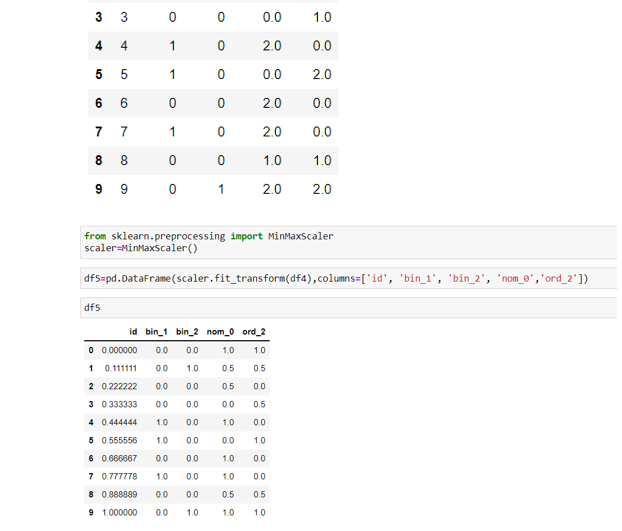 3 3 0 0 0.0 1.0
4 4 1 0 2.0 0.0
5 5 1 0 0.0 2.0
6 6 0 0 2.0 0.0
7 7 1 0 2.0 0.0
8 8 0 0 1.0 1.0
9 9 0 1 2.0 2.0
from sklearn.preprocessing import MinMaxScaler
scaler=MinMaxScaler()
df5=pd.DataFrame(scaler.fit_transform(df4),columns=['id', 'bin_1', 'bin_2', 'nom_0','ord_2'])
df5
id bin_1 bin_2 nom_0 ord_2
0 0.000000 0.0 0.0 1.0 1.0
1 0.111111 0.0 1.0 0.5 0.5
2 0.222222 0.0 0.0 0.5 0.0
3 0.333333 0.0 0.0 0.0 0.5
4 0.444444 1.0 0.0 1.0 0.0
5 0.555556 1.0 0.0 0.0 1.0
6 0.666667 0.0 0.0 1.0 0.0
7 0.777778 1.0 0.0 1.0 0.0
8 0.888889 0.0 0.0 0.5 0.5
9 1.000000 0.0 1.0 1.0 1.0